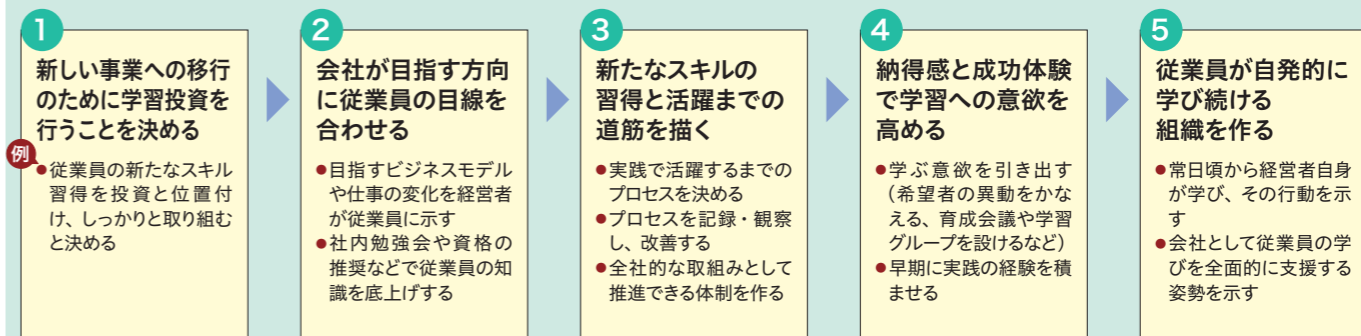 1
新しい事業への移行
のために学習投資を
行うことを決める
例
●従業員の新たなスキル
習得を投資と位置付
け、しっかりと取り組む
と決める
2
会社が目指す方向
に従業員の目線を
合わせる
●目指すビジネスモデル
や仕事の変化を経営者
が従業員に示す
●社内勉強会や資格の
推奨などで従業員の知
識を底上げする
3
新たなスキルの
習得と活躍までの
道筋を描く
●実践で活躍するまでの
プロセスを決める
●プロセスを記録・観察
し、改善する
●全社的な取組みとして
推進できる体制を作る
4
納得感と成功体験
で学習への意欲を
高める
●学ぶ意欲を引き出す
（希望者の異動をかな
える、育成会議や学習
グループを設けるなど）
●早期に実践の経験を積
ませる
5
従業員が自発的に
学び続ける
組織を作る
●常日頃から経営者自身
が学び、その行動を示
す
●会社として従業員の学
びを全面的に支援する
姿勢を示す